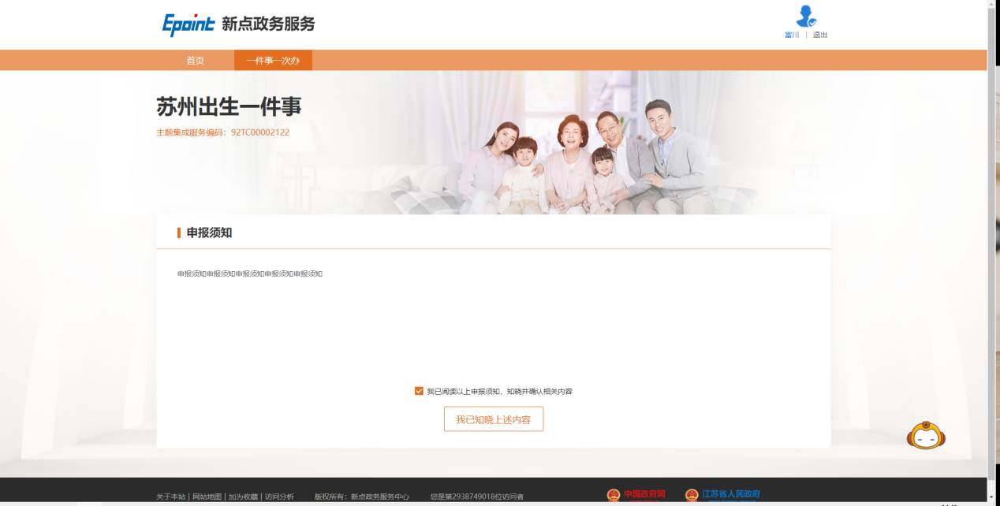 Epoint 新点政务服务
富川 | 退出
首页 一件事一次办
苏州出生一件事
主题集成服务编码：92TC00002122
申报须知
申报须知申报须知申报须知申报须知申报须知
我已阅读以上申报须知，知晓并确认相关内容
我已知晓上述内容
关于本站 | 网站地图 | 加为收藏 | 访问分析 版权所有：新点政务服务中心 您是第2938749018位访问者 中国政府网 江苏省人民政府